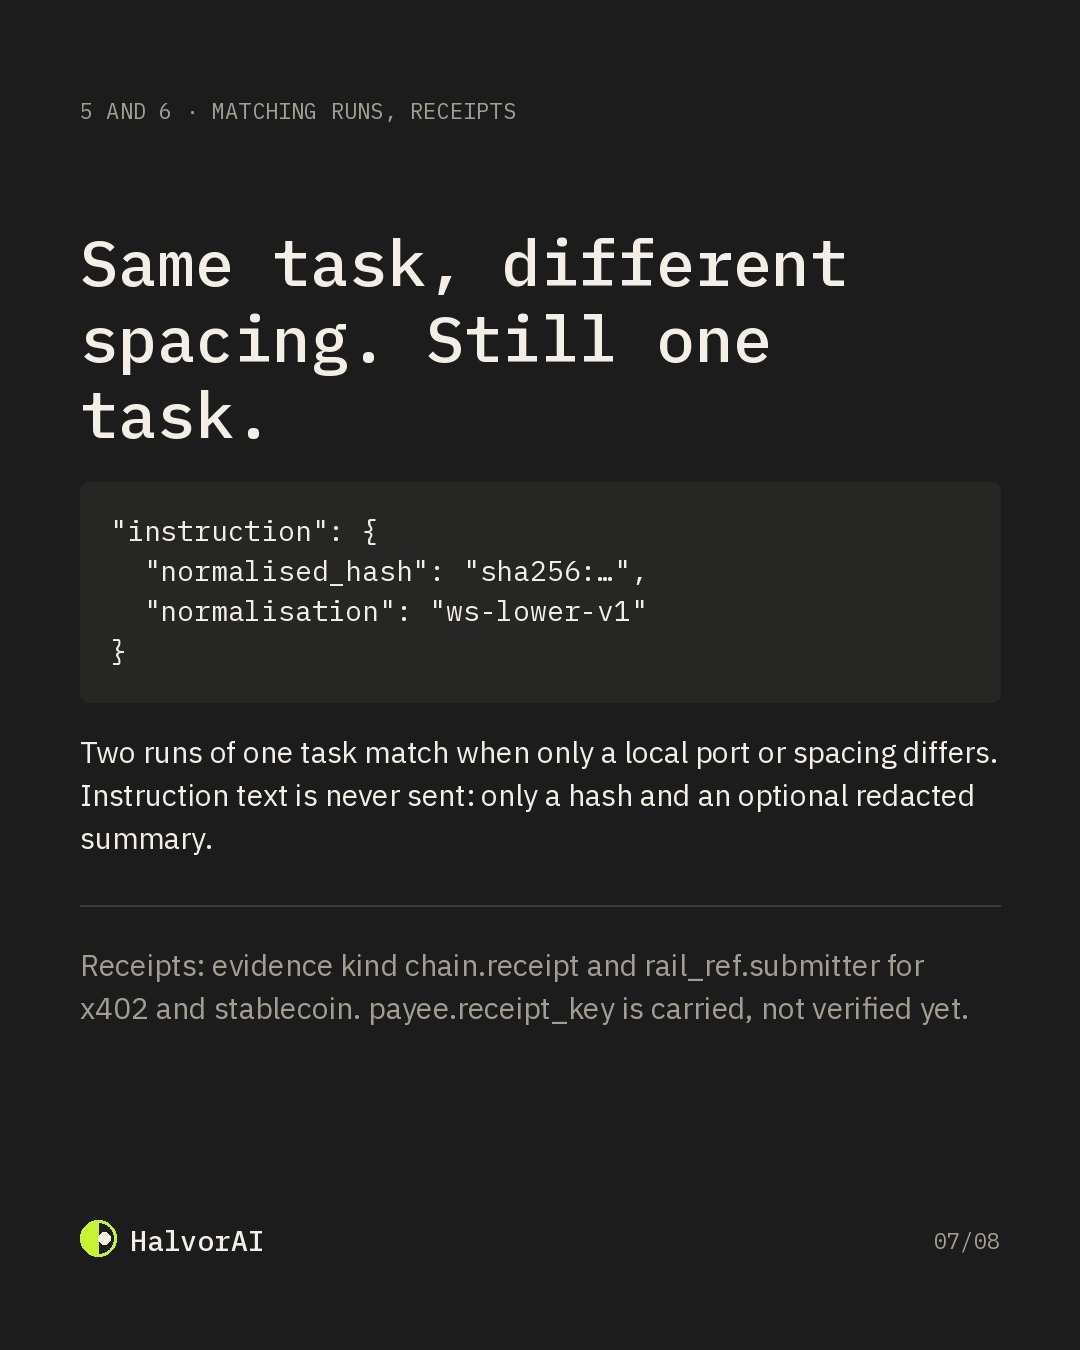 5 AND 6 · MATCHING RUNS, RECEIPTS
Same task, different
spacing. Still one
task.
"instruction": {
  "normalised_hash": "sha256:…",
  "normalisation": "ws-lower-v1"
}
Two runs of one task match when only a local port or spacing differs.
Instruction text is never sent: only a hash and an optional redacted
summary.
Receipts: evidence kind chain.receipt and rail_ref.submitter for
x402 and stablecoin. payee.receipt_key is carried, not verified yet.
HalvorAI
07/08